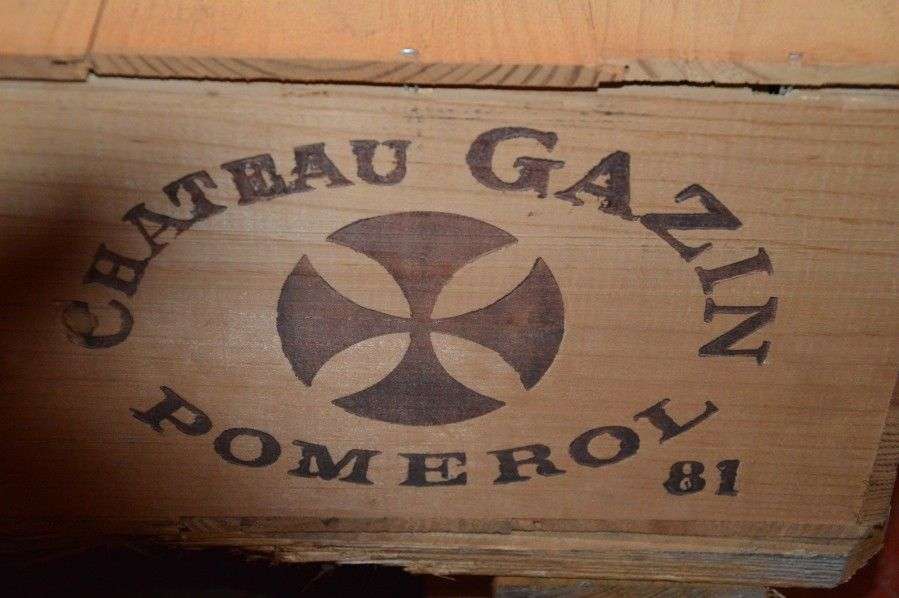 CHATEAU GAZIN
POMEROL
81